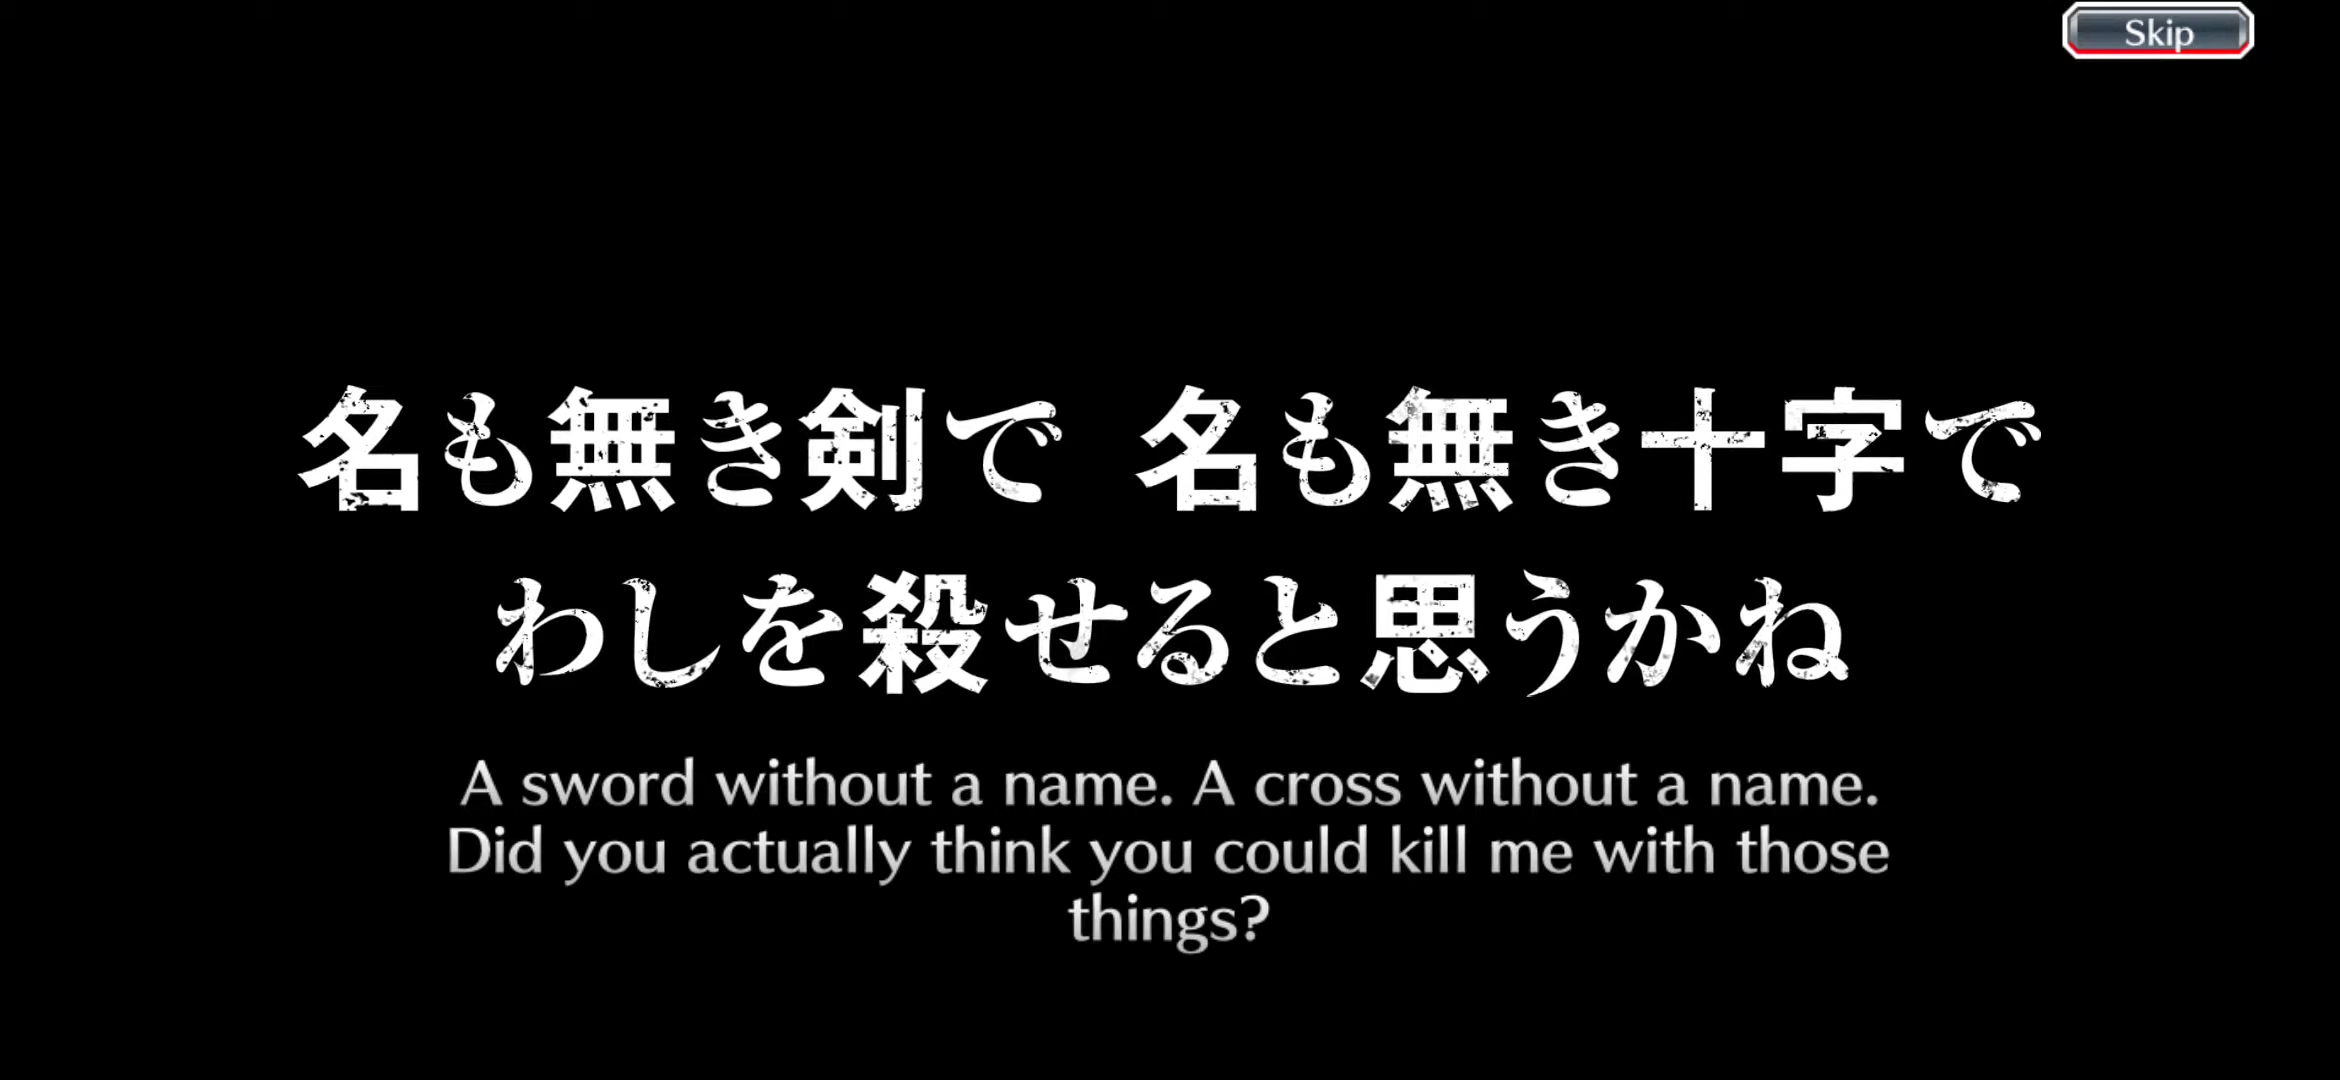 Skip
名も無き剣で 名も無き十字で
わしを殺せると思うかね
A sword without a name. A cross without a name.
Did you actually think you could kill me with those
things?